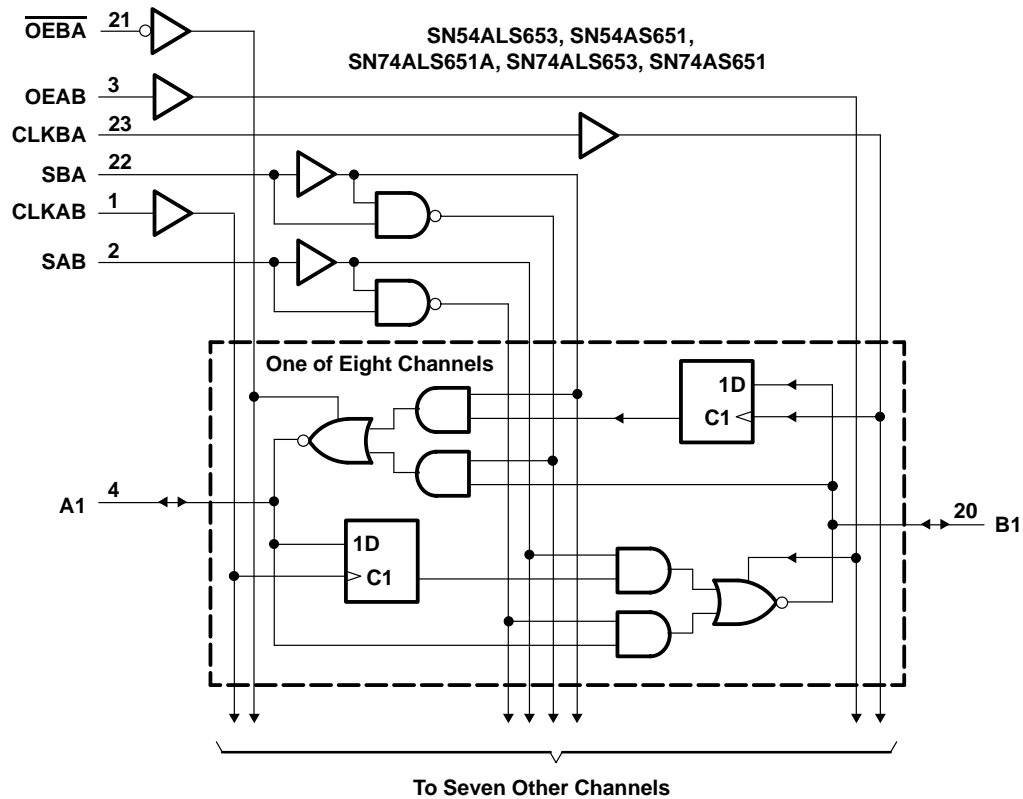 OEBA 21
SN54ALS653, SN54AS651,
SN74ALS651A, SN74ALS653, SN74AS651
OEAB 3
CLKBA 23
SBA 22
CLKAB 1
SAB 2
One of Eight Channels
1D
C1
A1 4
20 B1
1D
C1
To Seven Other Channels